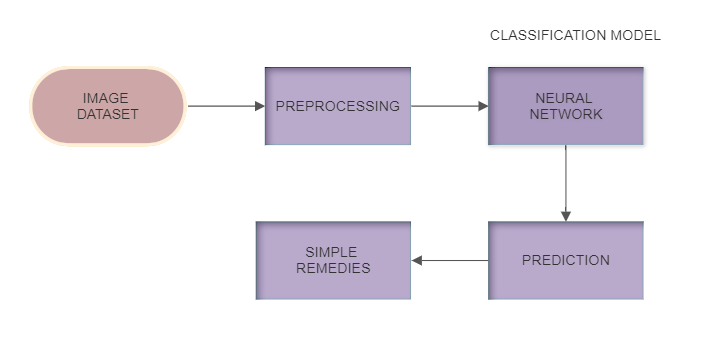 CLASSIFICATION MODEL
IMAGE
DATASET
PREPROCESSING
NEURAL
NETWORK
SIMPLE
REMEDIES
PREDICTION